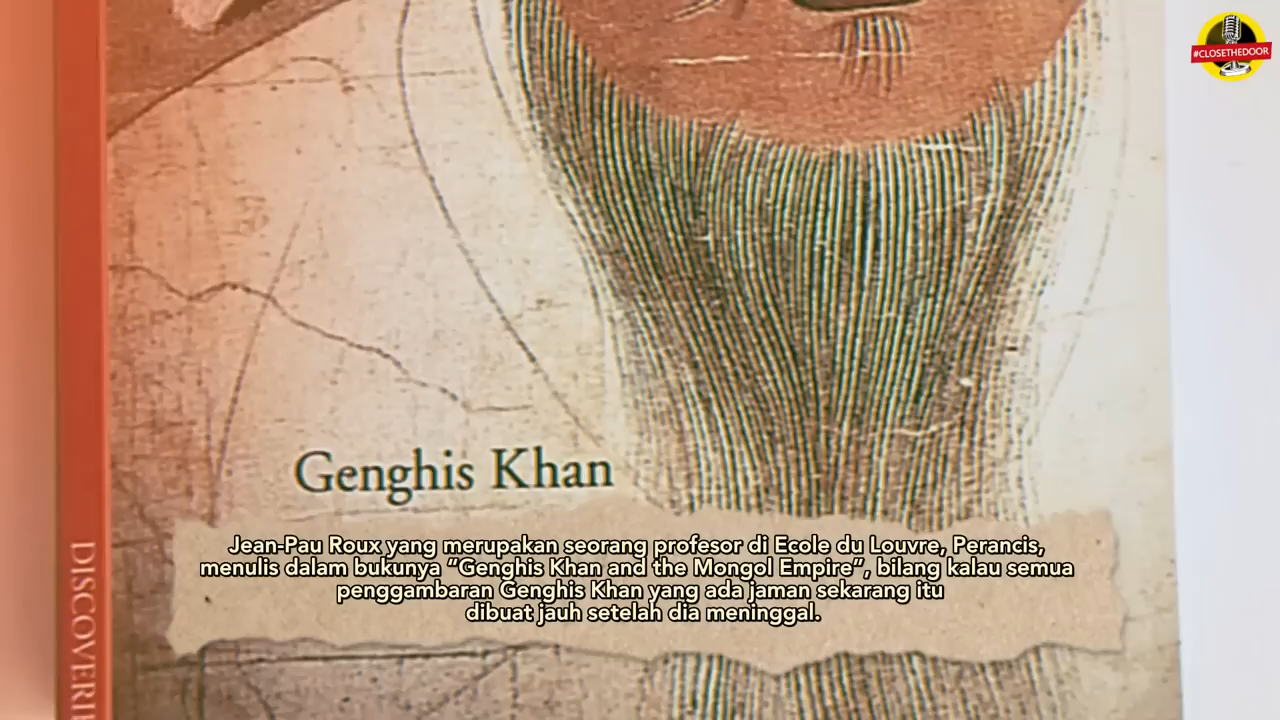 #CLOSETHEDOOR
Genghis Khan
Jean-Pau Roux yang merupakan seorang profesor di Ecole du Louvre, Perancis,
menulis dalam bukunya “Genghis Khan and the Mongol Empire”, bilang kalau semua
penggambaran Genghis Khan yang ada jaman sekarang itu
dibuat jauh setelah dia meninggal.